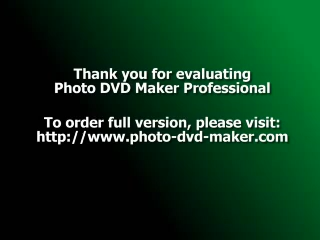 Thank you for evaluating
Photo DVD Maker Professional
To order full version, please visit:
http://www.photo-dvd-maker.com